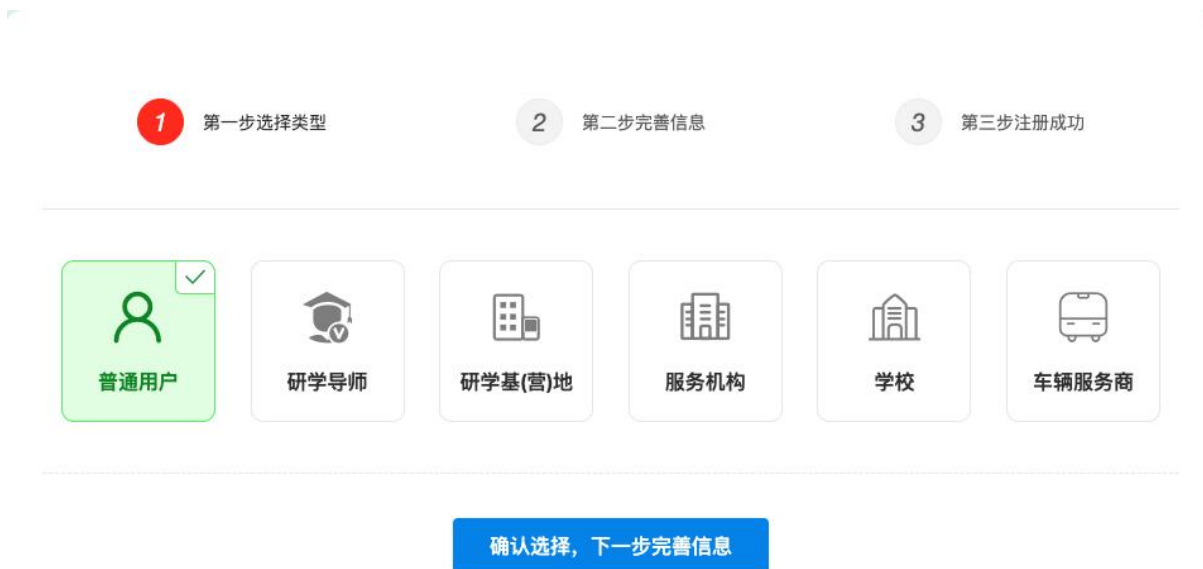 1 第一步选择类型 2 第二步完善信息 3 第三步注册成功
普通用户 研学导师 研学基(营)地 服务机构 学校 车辆服务商
确认选择，下一步完善信息